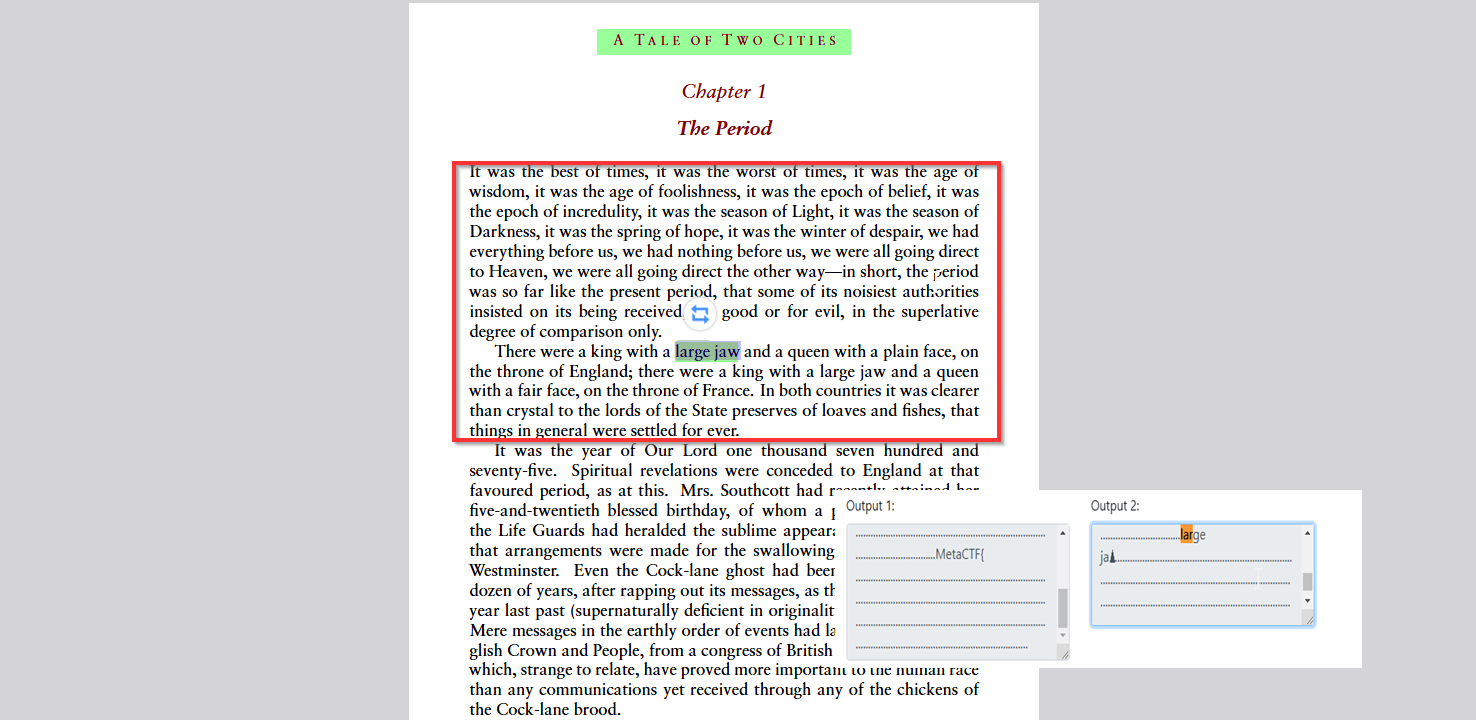 A TALE OF TWO CITIES
Chapter 1
The Period
It was the best of times, it was the worst of times, it was the age of
wisdom, it was the age of foolishness, it was the epoch of belief, it was
the epoch of incredulity, it was the season of Light, it was the season of
Darkness, it was the spring of hope, it was the winter of despair, we had
everything before us, we had nothing before us, we were all going direct
to Heaven, we were all going direct the other way—in short, the period
was so far like the present period, that some of its noisiest authorities
insisted on its being received good or for evil, in the superlative
degree of comparison only.
There were a king with a large jaw and a queen with a plain face, on
the throne of England; there were a king with a large jaw and a queen
with a fair face, on the throne of France. In both countries it was clearer
than crystal to the lords of the State preserves of loaves and fishes, that
things in general were settled for ever.
It was the year of Our Lord one thousand seven hundred and
seventy-five. Spiritual revelations were conceded to England at that
favoured period, as at this. Mrs. Southcott had recently attained her
five-and-twentieth blessed birthday, of whom a
the Life Guards had heralded the sublime appeara
that arrangements were made for the swallowing
Westminster. Even the Cock-lane ghost had been
dozen of years, after rapping out its messages, as th
year last past (supernaturally deficient in originalit
Mere messages in the earthly order of events had la
glish Crown and People, from a congress of British
which, strange to relate, have proved more important to the human race
than any communications yet received through any of the chickens of
the Cock-lane brood.
Output 1:
MetaCTF{
Output 2:
large
ja